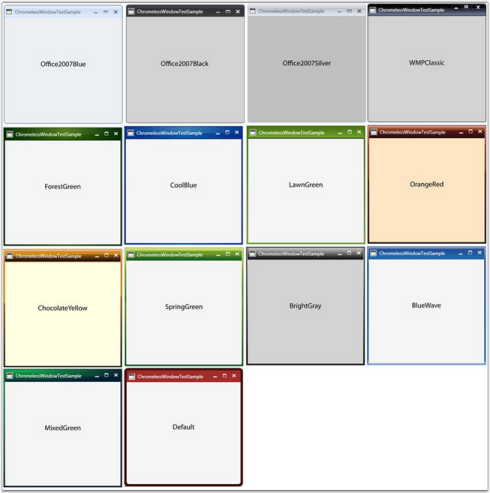 ChromelessWindowTestSample ChromelessWindowTestSample ChromelessWindowTestSample ChromelessWindowTestSample
Office2007Blue Office2007Black Office2007Silver WMPClassic
ChromelessWindowTestSample ChromelessWindowTestSample ChromelessWindowTestSample ChromelessWindowTestSample
ForestGreen CoolBlue LawnGreen OrangeRed
ChromelessWindowTestSample ChromelessWindowTestSample ChromelessWindowTestSample ChromelessWindowTestSample
ChocolateYellow SpringGreen BrightGray BlueWave
ChromelessWindowTestSample ChromelessWindowTestSample
MixedGreen Default